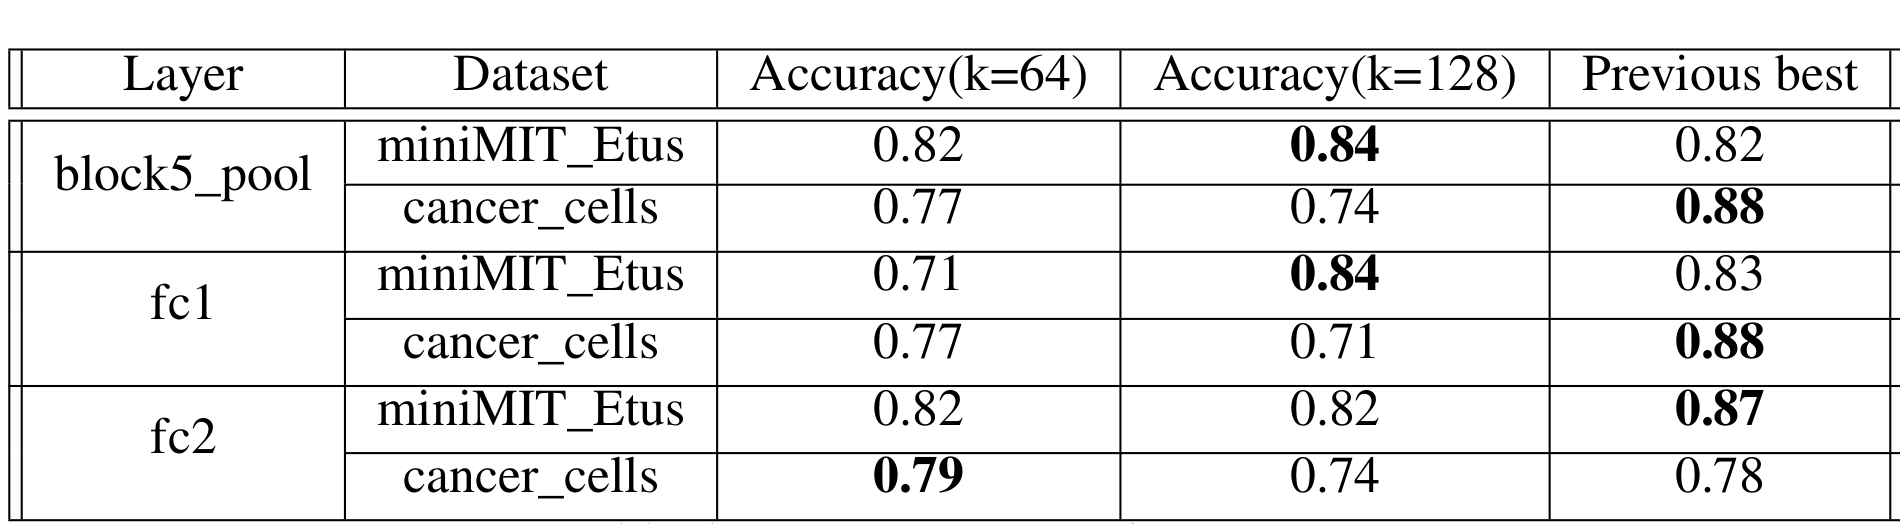 Layer Dataset Accuracy(k=64) Accuracy(k=128) Previous best
block5_pool miniMIT_Etus 0.82 0.84 0.82
cancer_cells 0.77 0.74 0.88
fc1 miniMIT_Etus 0.71 0.84 0.83
cancer_cells 0.77 0.71 0.88
fc2 miniMIT_Etus 0.82 0.82 0.87
cancer_cells 0.79 0.74 0.78